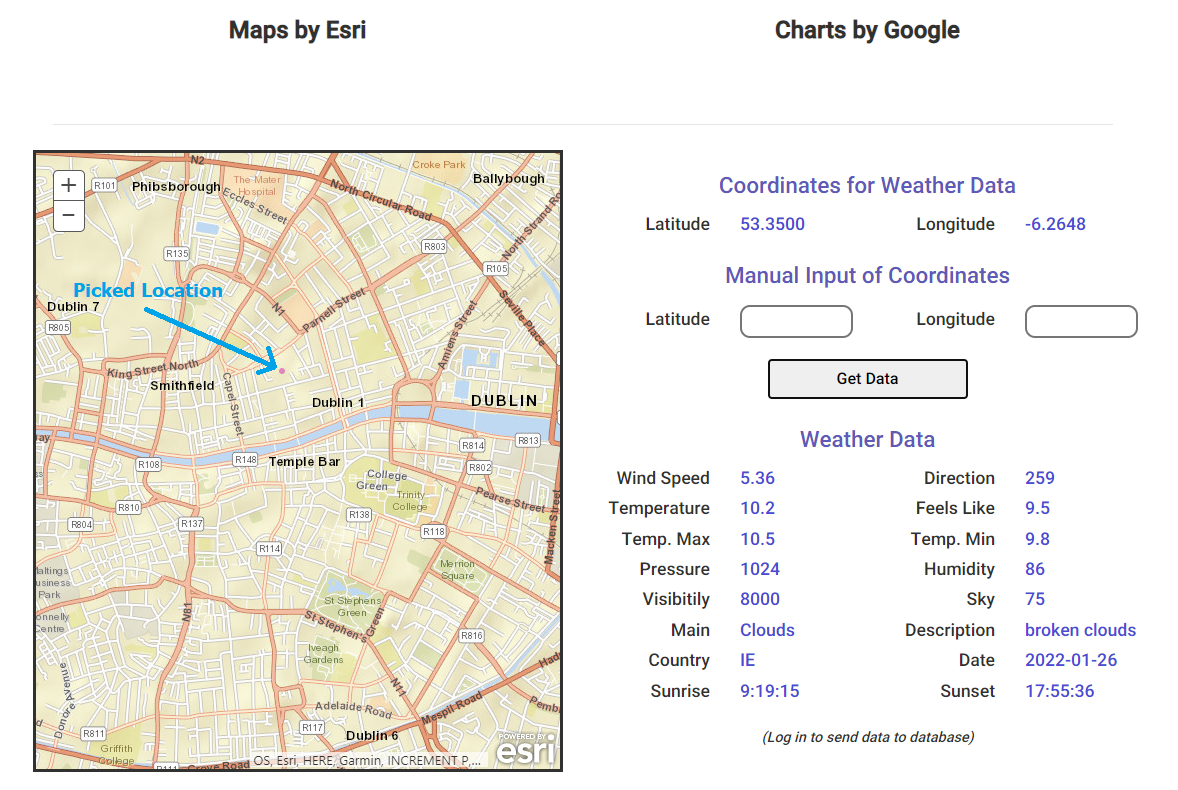 Maps by Esri
Charts by Google
+
−
N2
R101
Phibsborough
The Mater
Hospital
Eccles Street
North Circular Road
Croke Park
Ballybough
North Strand
R803
R105
R135
Picked Location
Dublin 7
R805
N1
Parnell Street
Amiens Street
Seville Place
King Street North
Smithfield
Capel Street
Dublin 1
DUBLIN
R813
R814
R802
R108
R148
Temple Bar
College
Green
Trinity
College
Pearse Street
Macken Street
R810
R804
R137
R138
R118
R114
Merrion
Square
Park
Centre
N81
St Stephens
Green
St Stephen's Green
Iveagh
Gardens
R816
N11
Donore Avenue
Adelaide Road
Mespil Road
R117
Dublin 6
R811
Griffith
College
R111
Grove Road
OS, Esri, HERE, Garmin, INCREMENT P,...
POWERED BY
esri
Coordinates for Weather Data
Latitude 53.3500 Longitude -6.2648
Manual Input of Coordinates
Latitude Longitude
Get Data
Weather Data
Wind Speed 5.36 Direction 259
Temperature 10.2 Feels Like 9.5
Temp. Max 10.5 Temp. Min 9.8
Pressure 1024 Humidity 86
Visibitily 8000 Sky 75
Main Clouds Description broken clouds
Country IE Date 2022-01-26
Sunrise 9:19:15 Sunset 17:55:36
(Log in to send data to database)